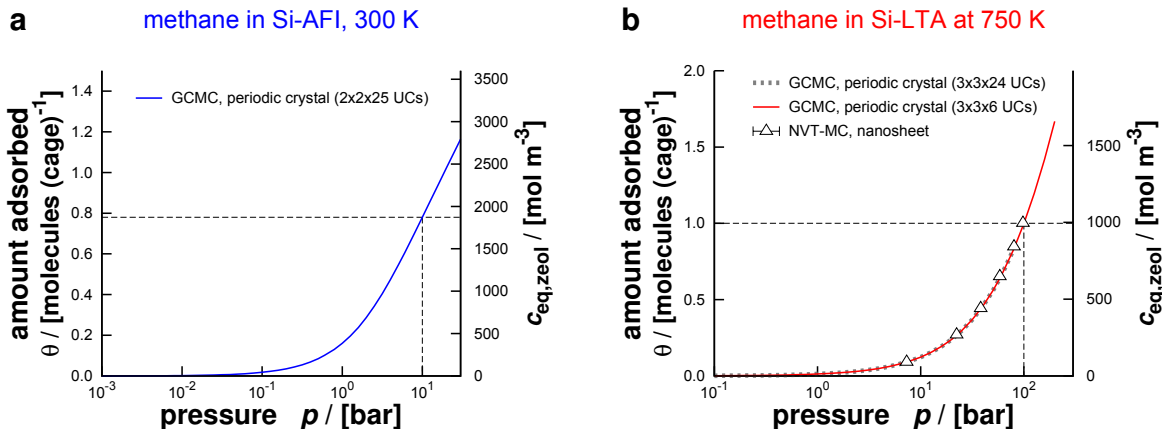 a
methane in Si-AFI, 300 K
amount adsorbed
θ / [molecules (cage)⁻¹]
1.4
1.2
1.0
0.8
0.6
0.4
0.2
0.0
GCMC, periodic crystal (2x2x25 UCs)
3500
3000
2500
2000
1500
1000
500
0
c_eq,zeol / [mol m⁻³]
10⁻³ 10⁻² 10⁻¹ 10⁰ 10¹
pressure p / [bar]
b
methane in Si-LTA at 750 K
amount adsorbed
θ / [molecules (cage)⁻¹]
2.0
1.5
1.0
0.5
0.0
GCMC, periodic crystal (3x3x24 UCs)
GCMC, periodic crystal (3x3x6 UCs)
NVT-MC, nanosheet
1500
1000
500
0
c_eq,zeol / [mol m⁻³]
10⁻¹ 10⁰ 10¹ 10²
pressure p / [bar]